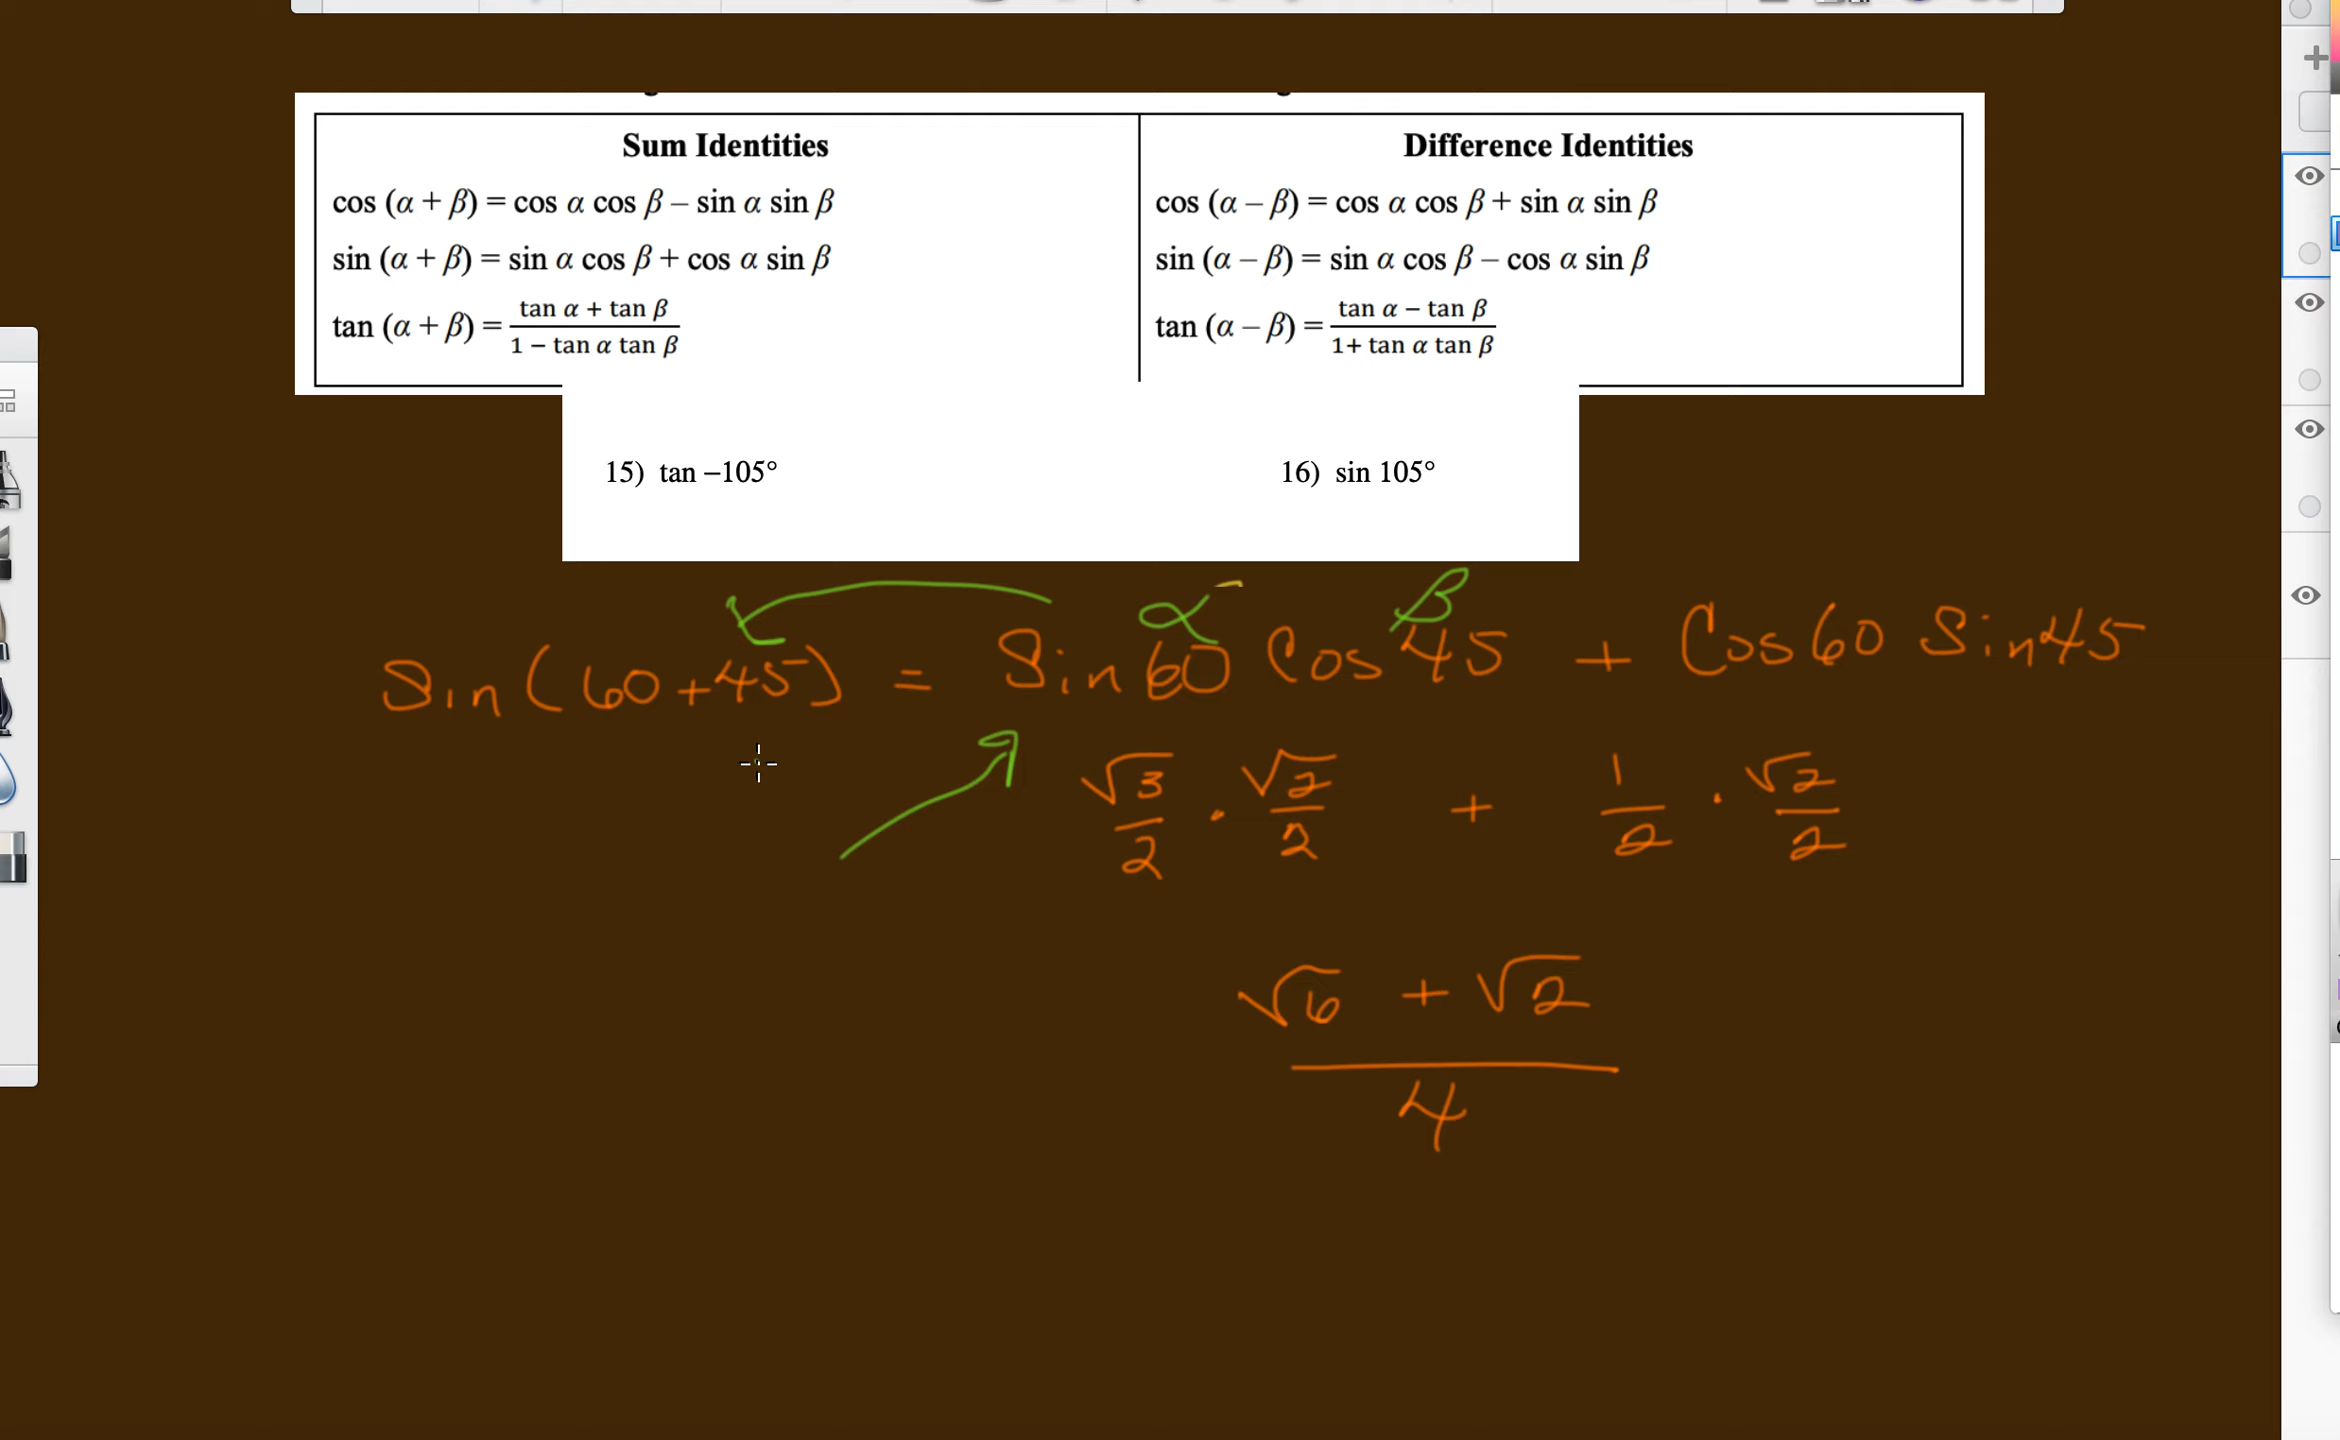 Sum Identities
cos (α + β) = cos α cos β – sin α sin β
sin (α + β) = sin α cos β + cos α sin β
tan (α + β) = (tan α + tan β)/(1 − tan α tan β)
Difference Identities
cos (α – β) = cos α cos β + sin α sin β
sin (α – β) = sin α cos β – cos α sin β
tan (α – β) = (tan α − tan β)/(1+ tan α tan β)
15) tan –105°
16) sin 105°
α β
Sin(60+45) = Sin 60 Cos 45 + Cos 60 Sin 45
√3/2 · √2/2 + 1/2 · √2/2
√6 + √2
4